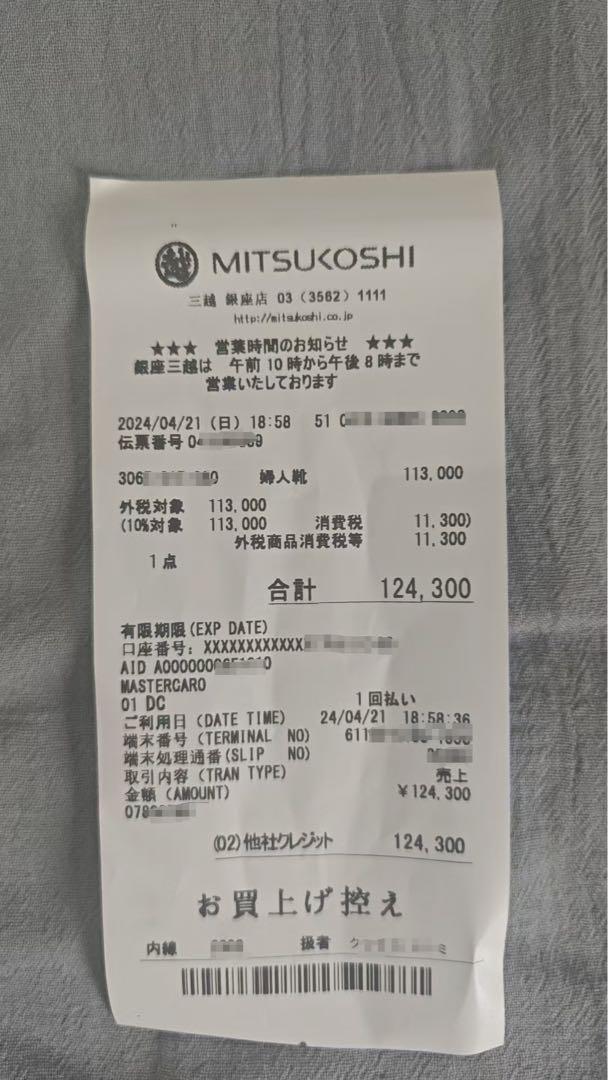 越 MITSUKOSHI
三越 銀座店 03 (3562) 1111
http://mitsukoshi.co.jp
★★★ 営業時間のお知らせ ★★★
銀座三越は 午前10時から午後8時まで
営業いたしております
2024/04/21 (日) 18:58 51
伝票番号
婦人靴 113,000
外税対象 113,000
(10%対象 113,000 消費税 11,300)
外税商品消費税等 11,300
1点
合計 124,300
有限期限(EXP DATE)
口座番号: XXXXXXXXXXXX
AID
MASTERCARD
01 DC 1回払い
ご利用日 (DATE TIME) 24/04/21 18:58:36
端末番号 (TERMINAL NO)
端末処理通番(SLIP NO)
取引内容 (TRAN TYPE) 売上
金額 (AMOUNT) ¥124,300
(02)他社クレジット 124,300
お買上げ控え
内線 扱者